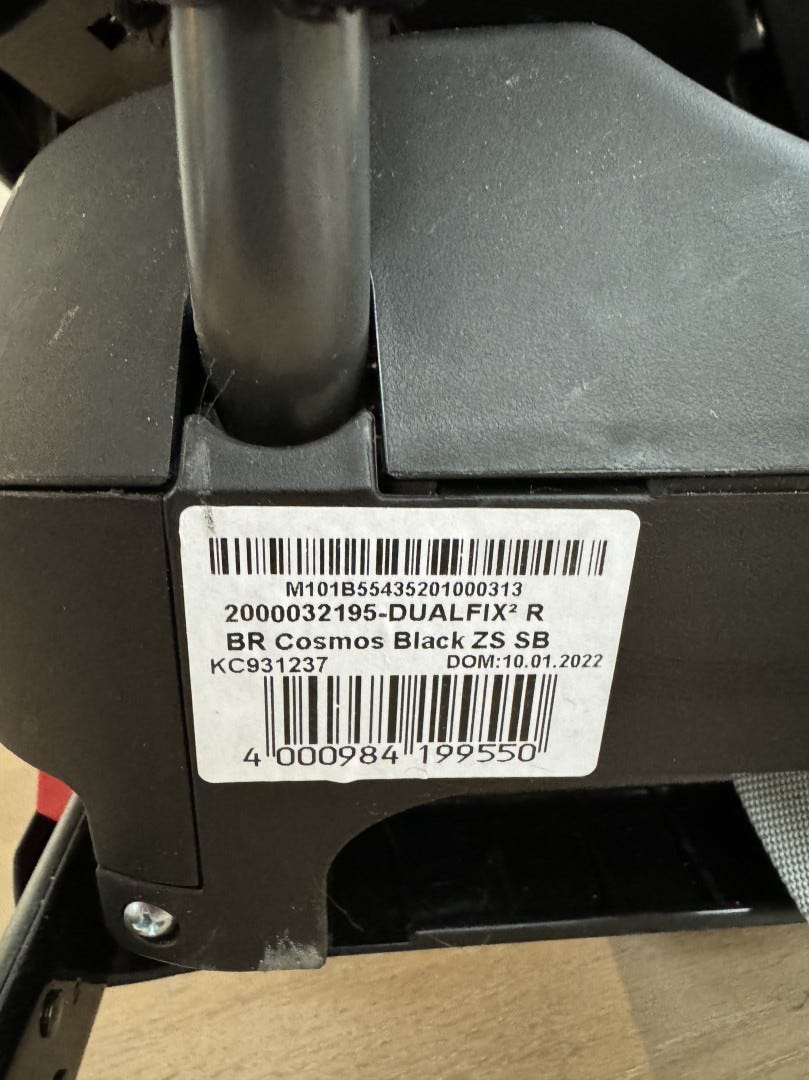 M101B55435201000313
2000032195-DUALFIX² R
BR Cosmos Black ZS SB
KC931237 DOM:10.01.2022
4 000984 199550